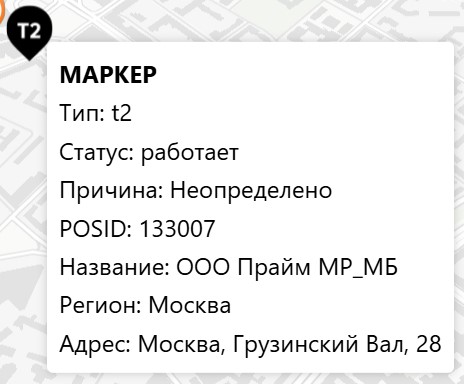 T2
МАРКЕР
Тип: t2
Статус: работает
Причина: Неопределено
POSID: 133007
Название: ООО Прайм МР_МБ
Регион: Москва
Адрес: Москва, Грузинский Вал, 28